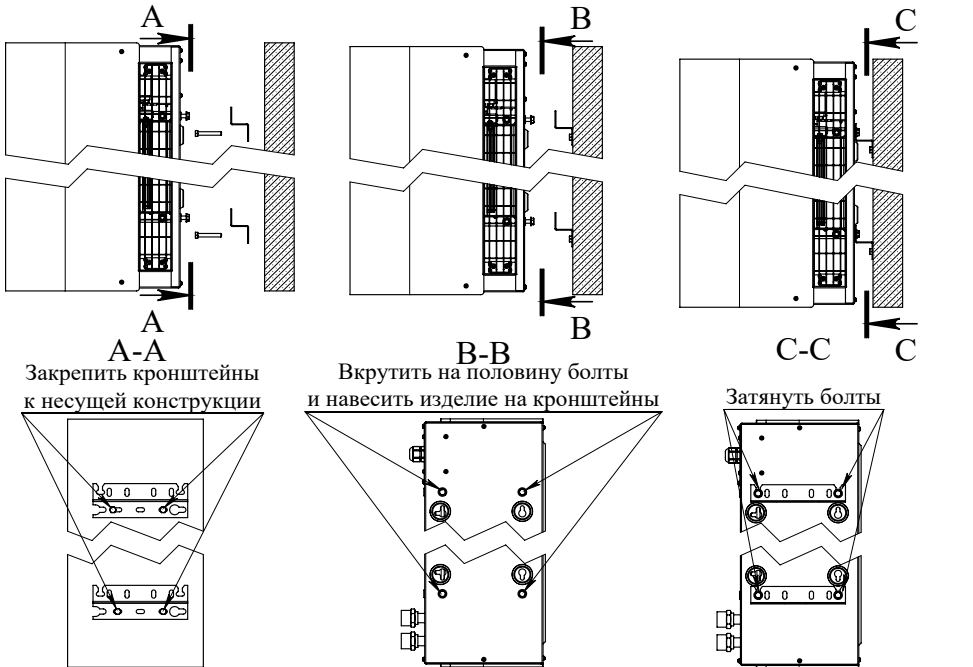 А
В
С
А
В
С
А-А
В-В
С-С
Закрепить кронштейны
к несущей конструкции
Вкрутить на половину болты
и навесить изделие на кронштейны
Затянуть болты